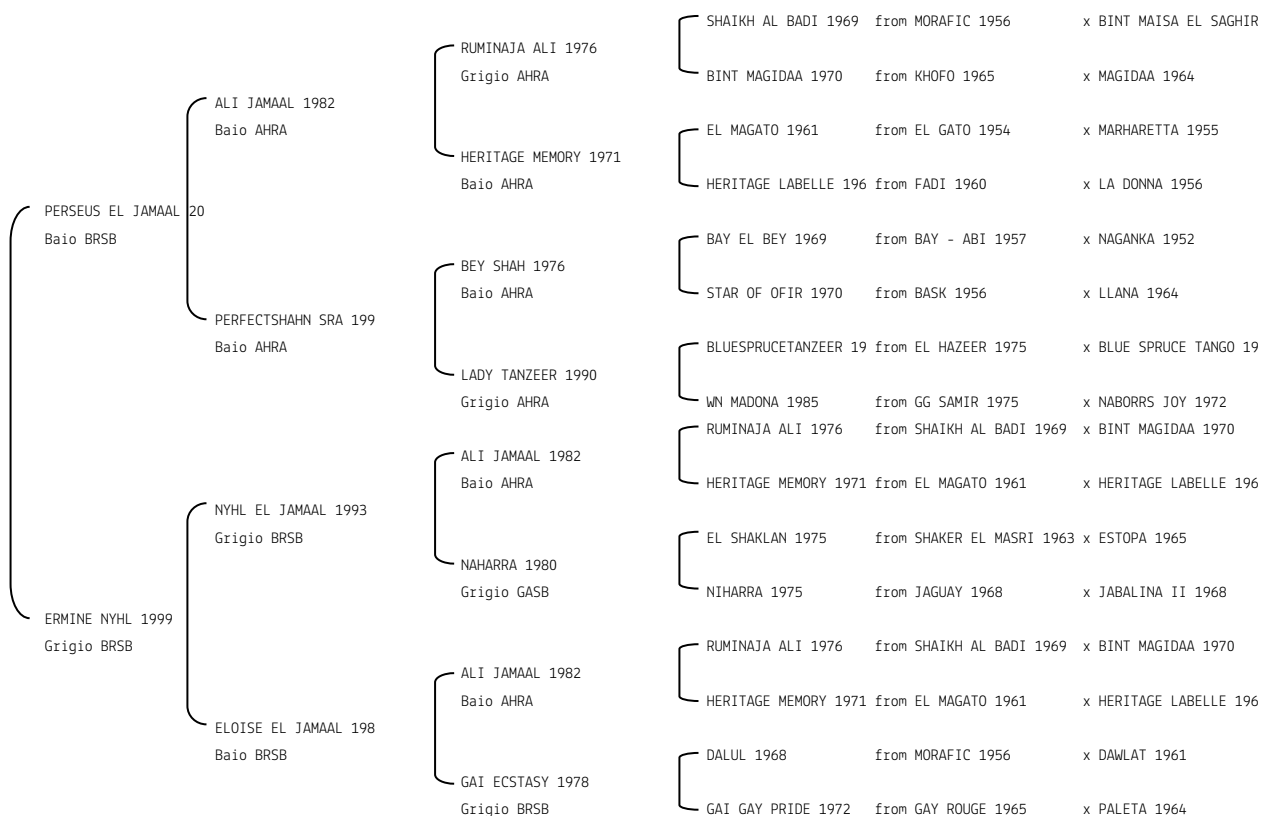 SHAIKH AL BADI 1969 from MORAFIC 1956 x BINT MAISA EL SAGHIR
RUMINAJA ALI 1976
Grigio AHRA
BINT MAGIDAA 1970 from KHOFO 1965 x MAGIDAA 1964
ALI JAMAAL 1982
Baio AHRA
EL MAGATO 1961 from EL GATO 1954 x MARHARETTA 1955
HERITAGE MEMORY 1971
Baio AHRA
HERITAGE LABELLE 196 from FADI 1960 x LA DONNA 1956
PERSEUS EL JAMAAL 20
Baio BRSB
BAY EL BEY 1969 from BAY - ABI 1957 x NAGANKA 1952
BEY SHAH 1976
Baio AHRA
STAR OF OFIR 1970 from BASK 1956 x LLANA 1964
PERFECTSHAHN SRA 199
Baio AHRA
BLUESPRUCETANZEER 19 from EL HAZEER 1975 x BLUE SPRUCE TANGO 19
LADY TANZEER 1990
Grigio AHRA
WN MADONA 1985 from GG SAMIR 1975 x NABORRS JOY 1972
RUMINAJA ALI 1976 from SHAIKH AL BADI 1969 x BINT MAGIDAA 1970
ALI JAMAAL 1982
Baio AHRA
HERITAGE MEMORY 1971 from EL MAGATO 1961 x HERITAGE LABELLE 196
NYHL EL JAMAAL 1993
Grigio BRSB
EL SHAKLAN 1975 from SHAKER EL MASRI 1963 x ESTOPA 1965
NAHARRA 1980
Grigio GASB
NIHARRA 1975 from JAGUAY 1968 x JABALINA II 1968
ERMINE NYHL 1999
Grigio BRSB
RUMINAJA ALI 1976 from SHAIKH AL BADI 1969 x BINT MAGIDAA 1970
ALI JAMAAL 1982
Baio AHRA
HERITAGE MEMORY 1971 from EL MAGATO 1961 x HERITAGE LABELLE 196
ELOISE EL JAMAAL 198
Baio BRSB
DALUL 1968 from MORAFIC 1956 x DAWLAT 1961
GAI ECSTASY 1978
Grigio BRSB
GAI GAY PRIDE 1972 from GAY ROUGE 1965 x PALETA 1964